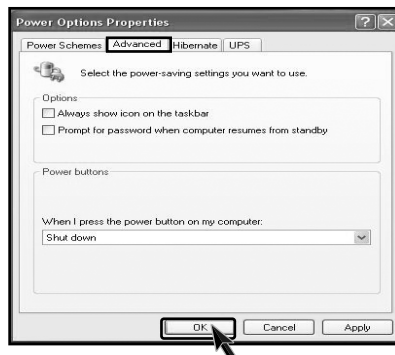 Power Options Properties
Power Schemes Advanced Hibernate UPS
Select the power-saving settings you want to use.
Options
Always show icon on the taskbar
Prompt for password when computer resumes from standby
Power buttons
When I press the power button on my computer:
Shut down
OK Cancel Apply